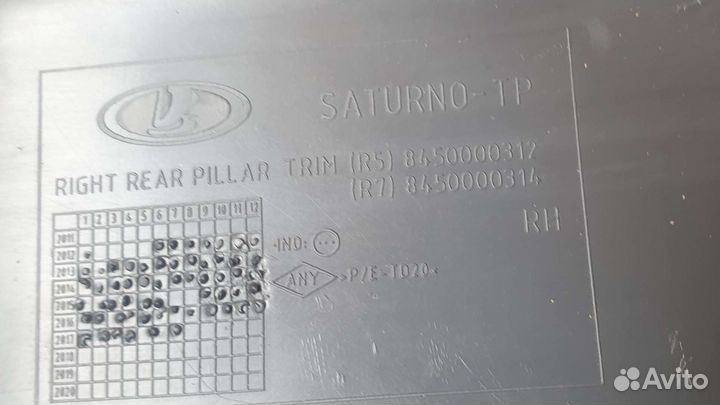 SATURNO-TP
RIGHT REAR PILLAR TRIM (R5) 8450000312
(R7) 8450000314
RH
1 2 3 4 5 6 7 8 9 10 11 12
2011
2012
2013
2014
2015
2016
2017
2018
2019
2020
IND:
ANY >P/E-TD20<
Avito